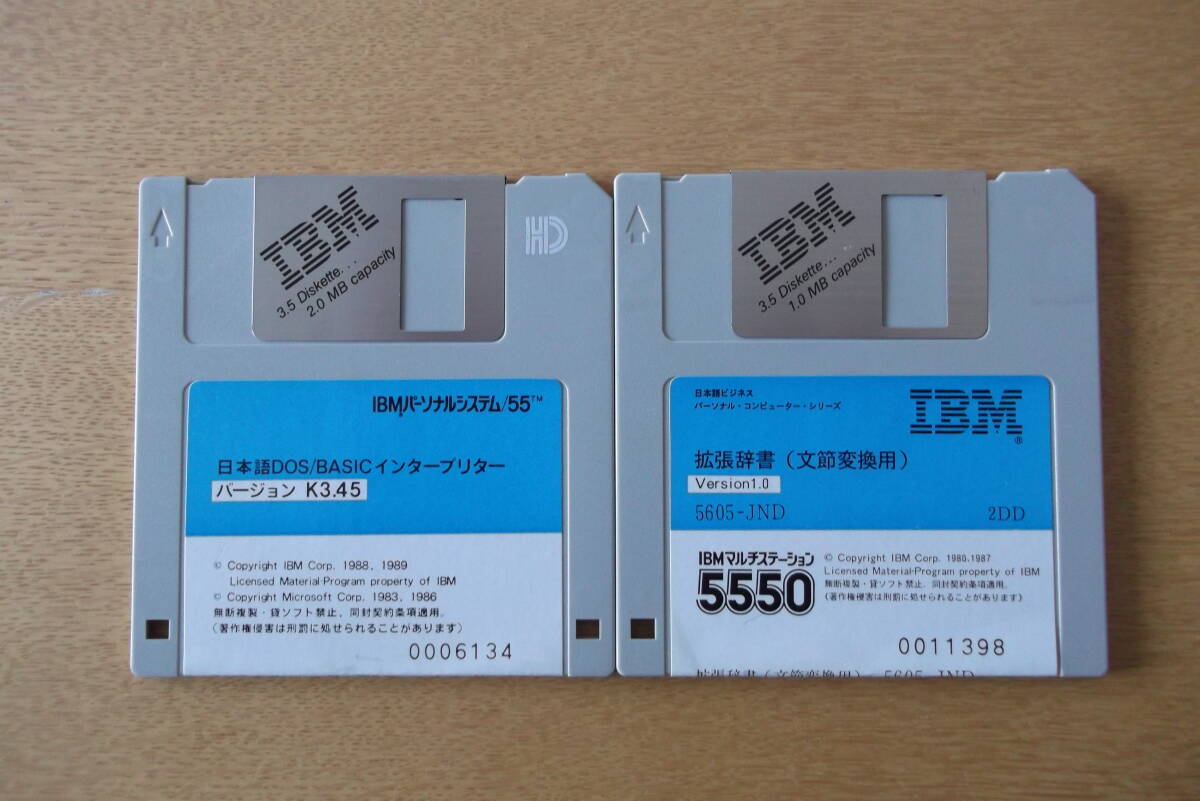 IBM
3.5 Diskette...
2.0 MB capacity
HD
IBMパーソナルシステム/55™
日本語DOS/BASICインタープリター
バージョン K3.45
© Copyright IBM Corp. 1988, 1989
Licensed Material-Program property of IBM
© Copyright Microsoft Corp. 1983, 1986
無断複製・貸ソフト禁止、同封契約条項適用。
(著作権侵害は刑罰に処せられることがあります)
0006134
IBM
3.5 Diskette...
1.0 MB capacity
日本語ビジネス
パーソナル・コンピューター・シリーズ
IBM®
拡張辞書(文節変換用)
Version1.0
5605-JND 2DD
IBMマルチステーション
5550
© Copyright IBM Corp. 1980,1987
Licensed Material-Program property of IBM
無断複製・貸ソフト禁止、同封契約条項適用。
(著作権侵害は刑罰に処せられることがあります)
0011398
拡張辞書(文節変換用) 5605-JND